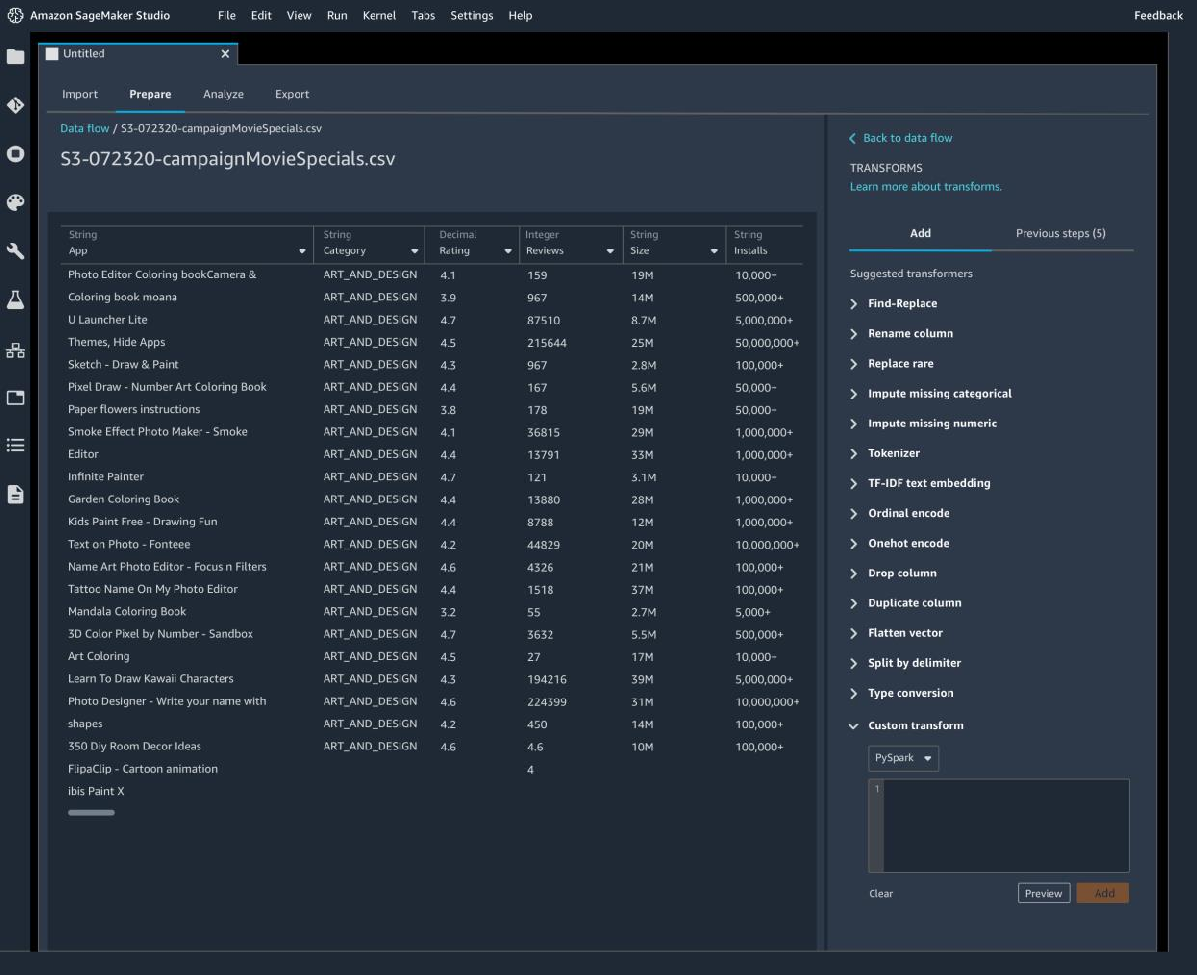 Amazon SageMaker Studio File Edit View Run Kernel Tabs Settings Help Feedback
Untitled X
Import Prepare Analyze Export
Data flow / S3-072320-campaignMovieSpecials.csv
S3-072320-campaignMovieSpecials.csv
String String Decimal Integer String String
App Category Rating Reviews Size Installs
Photo Editor Coloring bookCamera & ART_AND_DESIGN 4.1 159 19M 10,000-
Coloring book moana ART_AND_DESIGN 3.9 967 14M 500,000+
U Launcher Lite ART_AND_DESIGN 4.7 87510 8.7M 5,000,000+
Themes, Hide Apps ART_AND_DESIGN 4.5 215644 25M 50,000,000+
Sketch - Draw & Paint ART_AND_DESIGN 4.3 967 2.8M 100,000+
Pixel Draw - Number Art Coloring Book ART_AND_DESIGN 4.4 167 5.6M 50,000-
Paper flowers instructions ART_AND_DESIGN 3.8 178 19M 50,000-
Smoke Effect Photo Maker - Smoke ART_AND_DESIGN 4.1 36815 29M 1,000,000+
Editor ART_AND_DESIGN 4.4 13791 33M 1,000,000+
Infinite Painter ART_AND_DESIGN 4.7 121 3.1M 10,000-
Garden Coloring Book ART_AND_DESIGN 4.4 13880 28M 1,000,000+
Kids Paint Free - Drawing Fun ART_AND_DESIGN 4.4 8788 12M 1,000,000+
Text on Photo - Fonteee ART_AND_DESIGN 4.2 44829 20M 10,000,000+
Name Art Photo Editor - Focus n Filters ART_AND_DESIGN 4.6 4326 21M 100,000+
Tattoo Name On My Photo Editor ART_AND_DESIGN 4.4 1518 37M 100,000+
Mandala Coloring Book ART_AND_DESIGN 3.2 55 2.7M 5,000+
3D Color Pixel by Number - Sandbox ART_AND_DESIGN 4.7 3632 5.5M 500,000+
Art Coloring ART_AND_DESIGN 4.5 27 17M 10,000-
Learn To Draw Kawaii Characters ART_AND_DESIGN 4.3 194216 39M 5,000,000+
Photo Designer - Write your name with ART_AND_DESIGN 4.6 224399 31M 10,000,000+
shapes ART_AND_DESIGN 4.2 450 14M 100,000+
350 Diy Room Decor Ideas ART_AND_DESIGN 4.6 4.6 10M 100,000+
FlipaClip - Cartoon animation 4
ibis Paint X
Back to data flow
TRANSFORMS
Learn more about transforms.
Add Previous steps (5)
Suggested transformers
Find-Replace
Rename column
Replace rare
Impute missing categorical
Impute missing numeric
Tokenizer
TF-IDF text embedding
Ordinal encode
Onehot encode
Drop column
Duplicate column
Flatten vector
Split by delimiter
Type conversion
Custom transform
PySpark
1
Clear Preview Add